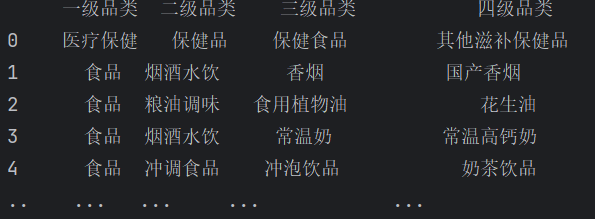 一级品类 二级品类 三级品类 四级品类
0 医疗保健 保健品 保健食品 其他滋补保健品
1 食品 烟酒水饮 香烟 国产香烟
2 食品 粮油调味 食用植物油 花生油
3 食品 烟酒水饮 常温奶 常温高钙奶
4 食品 冲调食品 冲泡饮品 奶茶饮品
.. ... ... ... ...